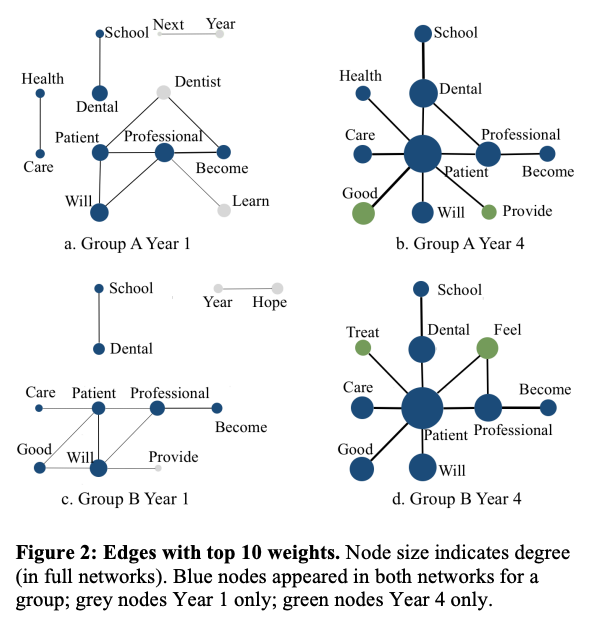 School
Next
Year
Health
Dental
Dentist
Care
Patient
Professional
Become
Will
Learn
a. Group A Year 1
School
Health
Dental
Care
Professional
Patient
Become
Good
Will
Provide
b. Group A Year 4
School
Year
Hope
Dental
Care
Patient
Professional
Become
Good
Will
Provide
c. Group B Year 1
School
Treat
Dental
Feel
Care
Become
Patient
Professional
Good
Will
d. Group B Year 4
Figure 2: Edges with top 10 weights. Node size indicates degree
(in full networks). Blue nodes appeared in both networks for a
group; grey nodes Year 1 only; green nodes Year 4 only.